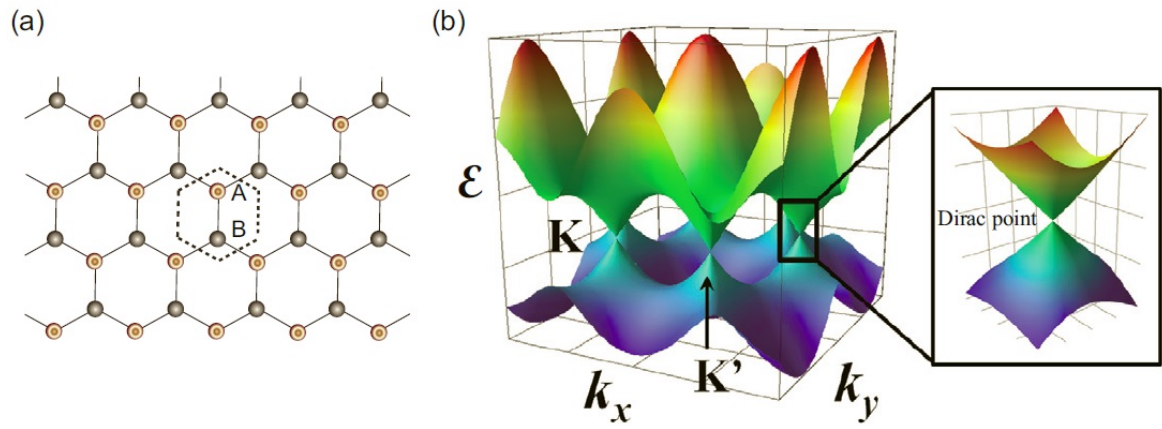 (a)
A
B
(b)
ε
K
K'
k_x
k_y
Dirac point